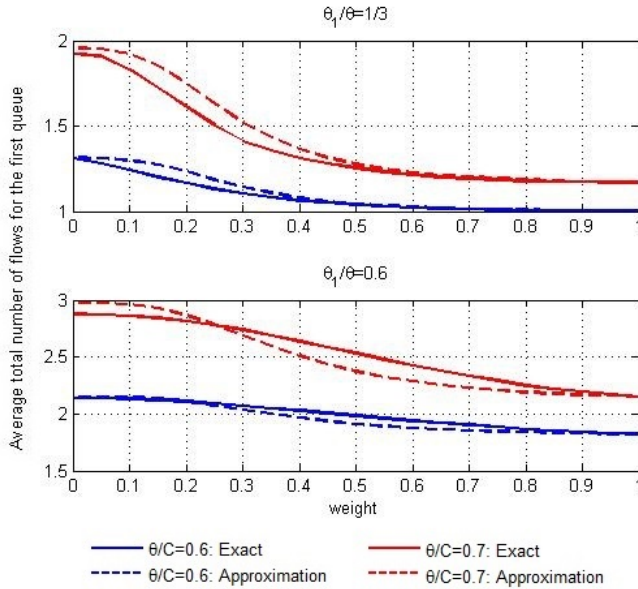 θ₁/θ=1/3
2
1.5
1
0 0.1 0.2 0.3 0.4 0.5 0.6 0.7 0.8 0.9 1
Average total number of flows for the first queue
θ₁/θ=0.6
3
2.5
2
1.5
0 0.1 0.2 0.3 0.4 0.5 0.6 0.7 0.8 0.9 1
weight
θ/C=0.6: Exact θ/C=0.7: Exact
θ/C=0.6: Approximation θ/C=0.7: Approximation